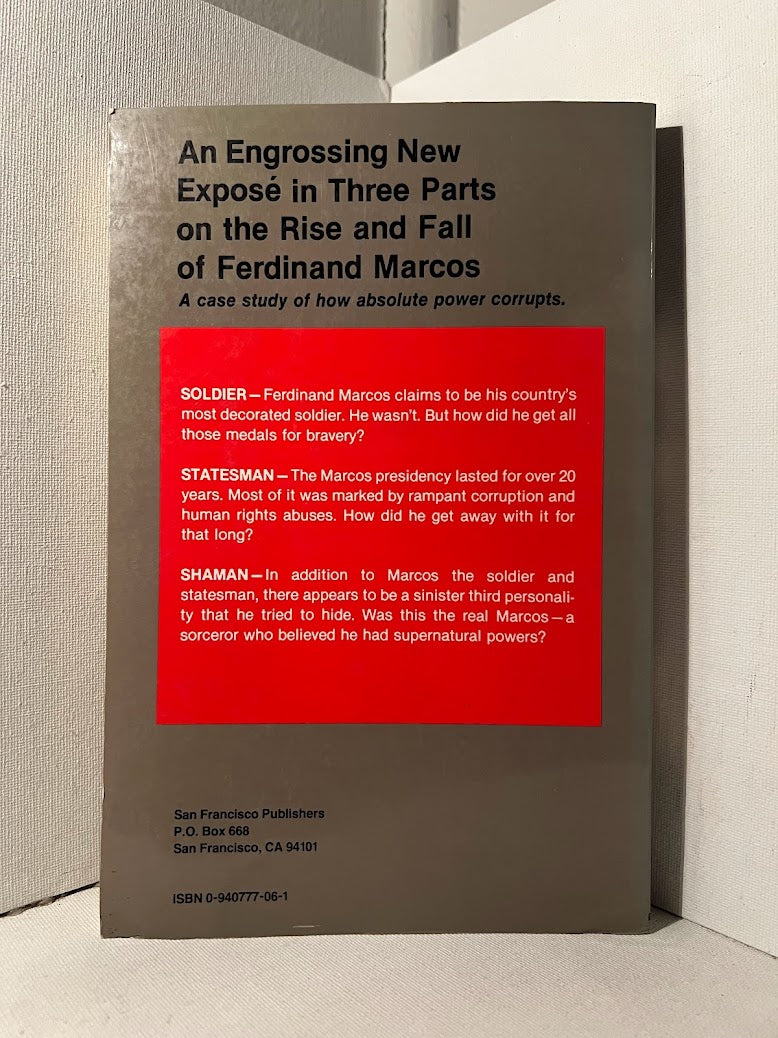 An Engrossing New
Exposé in Three Parts
on the Rise and Fall
of Ferdinand Marcos
A case study of how absolute power corrupts.
SOLDIER—Ferdinand Marcos claims to be his country's
most decorated soldier. He wasn't. But how did he get all
those medals for bravery?
STATESMAN—The Marcos presidency lasted for over 20
years. Most of it was marked by rampant corruption and
human rights abuses. How did he get away with it for
that long?
SHAMAN—In addition to Marcos the soldier and
statesman, there appears to be a sinister third personali-
ty that he tried to hide. Was this the real Marcos—a
sorceror who believed he had supernatural powers?
San Francisco Publishers
P.O. Box 668
San Francisco, CA 94101
ISBN 0-940777-06-1